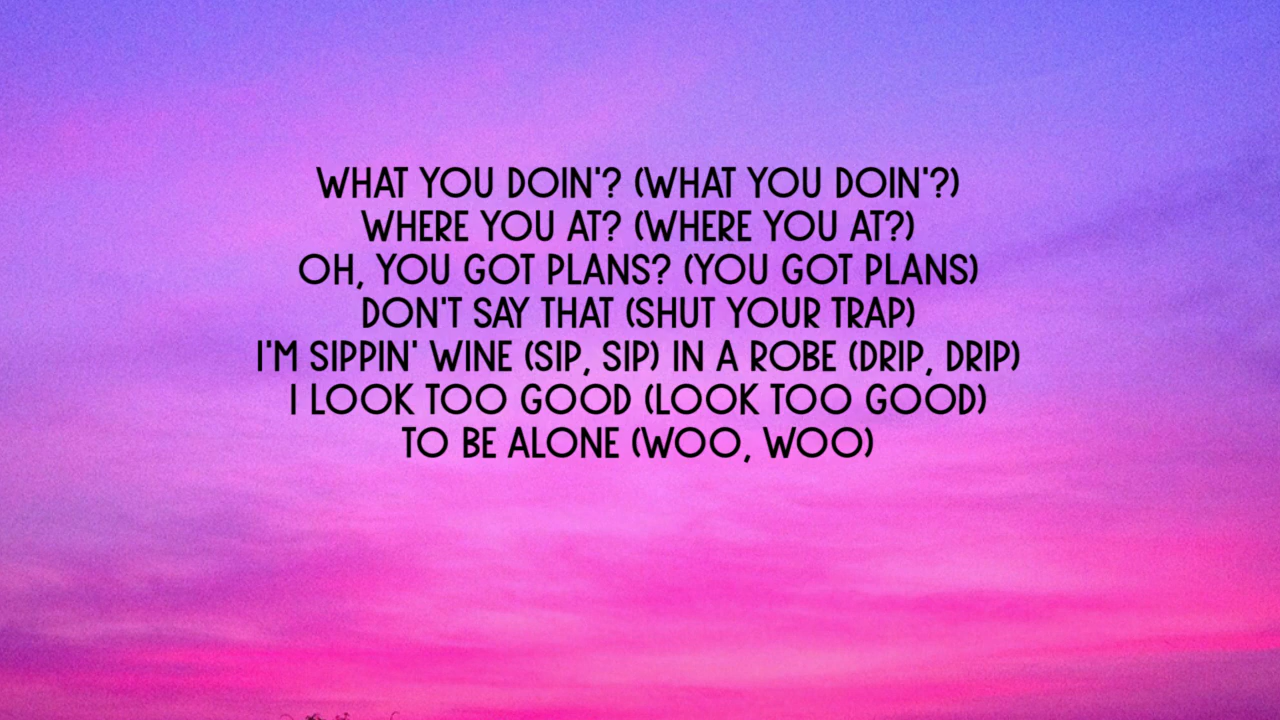 WHAT YOU DOIN'? (WHAT YOU DOIN'?)
WHERE YOU AT? (WHERE YOU AT?)
OH, YOU GOT PLANS? (YOU GOT PLANS)
DON'T SAY THAT (SHUT YOUR TRAP)
I'M SIPPIN' WINE (SIP, SIP) IN A ROBE (DRIP, DRIP)
I LOOK TOO GOOD (LOOK TOO GOOD)
TO BE ALONE (WOO, WOO)